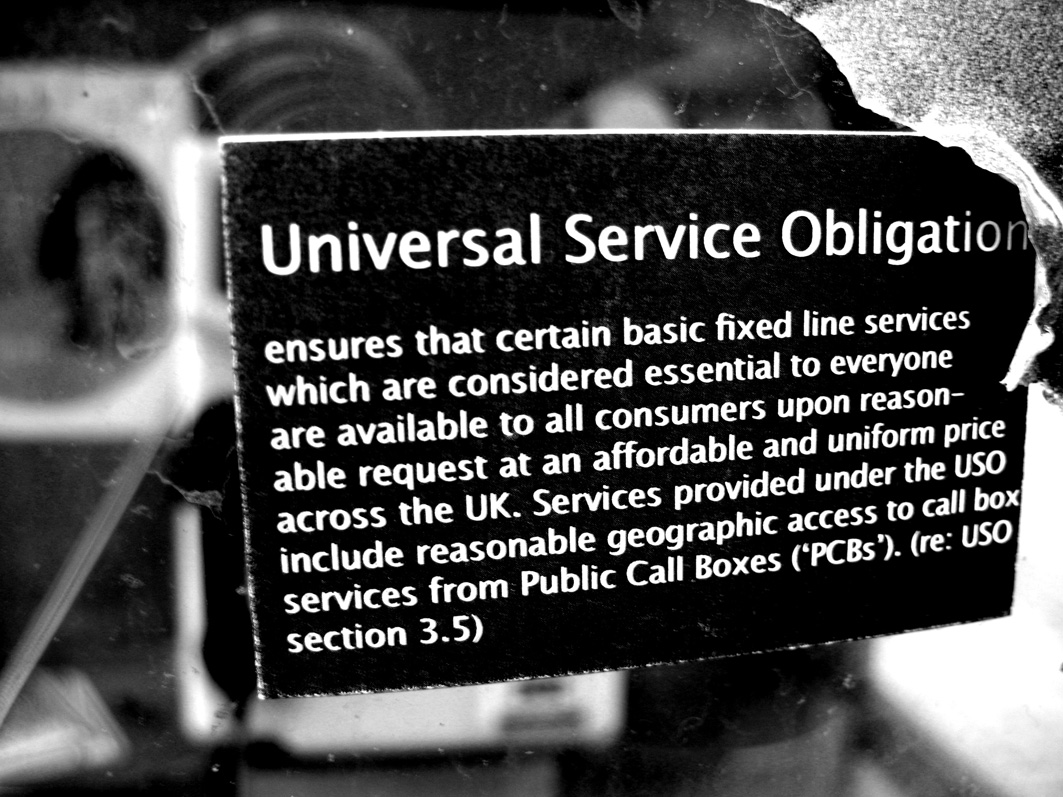 Universal Service Obligation
ensures that certain basic fixed line services
which are considered essential to everyone
are available to all consumers upon reason-
able request at an affordable and uniform price
across the UK. Services provided under the USO
include reasonable geographic access to call box
services from Public Call Boxes (‘PCBs’). (re: USO
section 3.5)